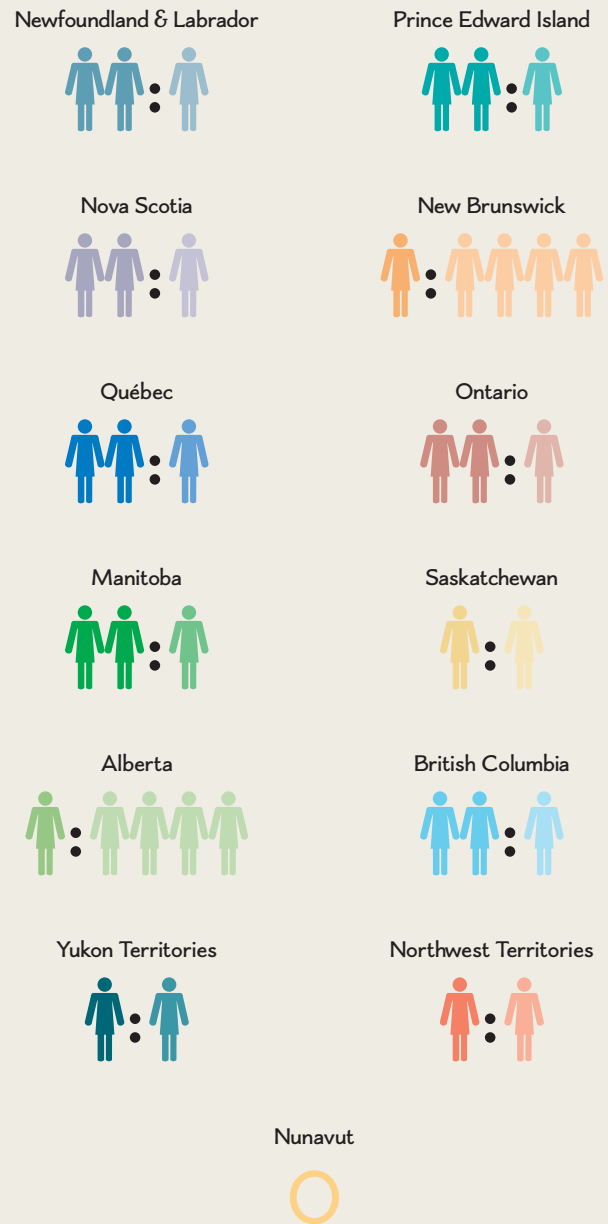 Newfoundland & Labrador
Prince Edward Island
Nova Scotia
New Brunswick
Québec
Ontario
Manitoba
Saskatchewan
Alberta
British Columbia
Yukon Territories
Northwest Territories
Nunavut
0